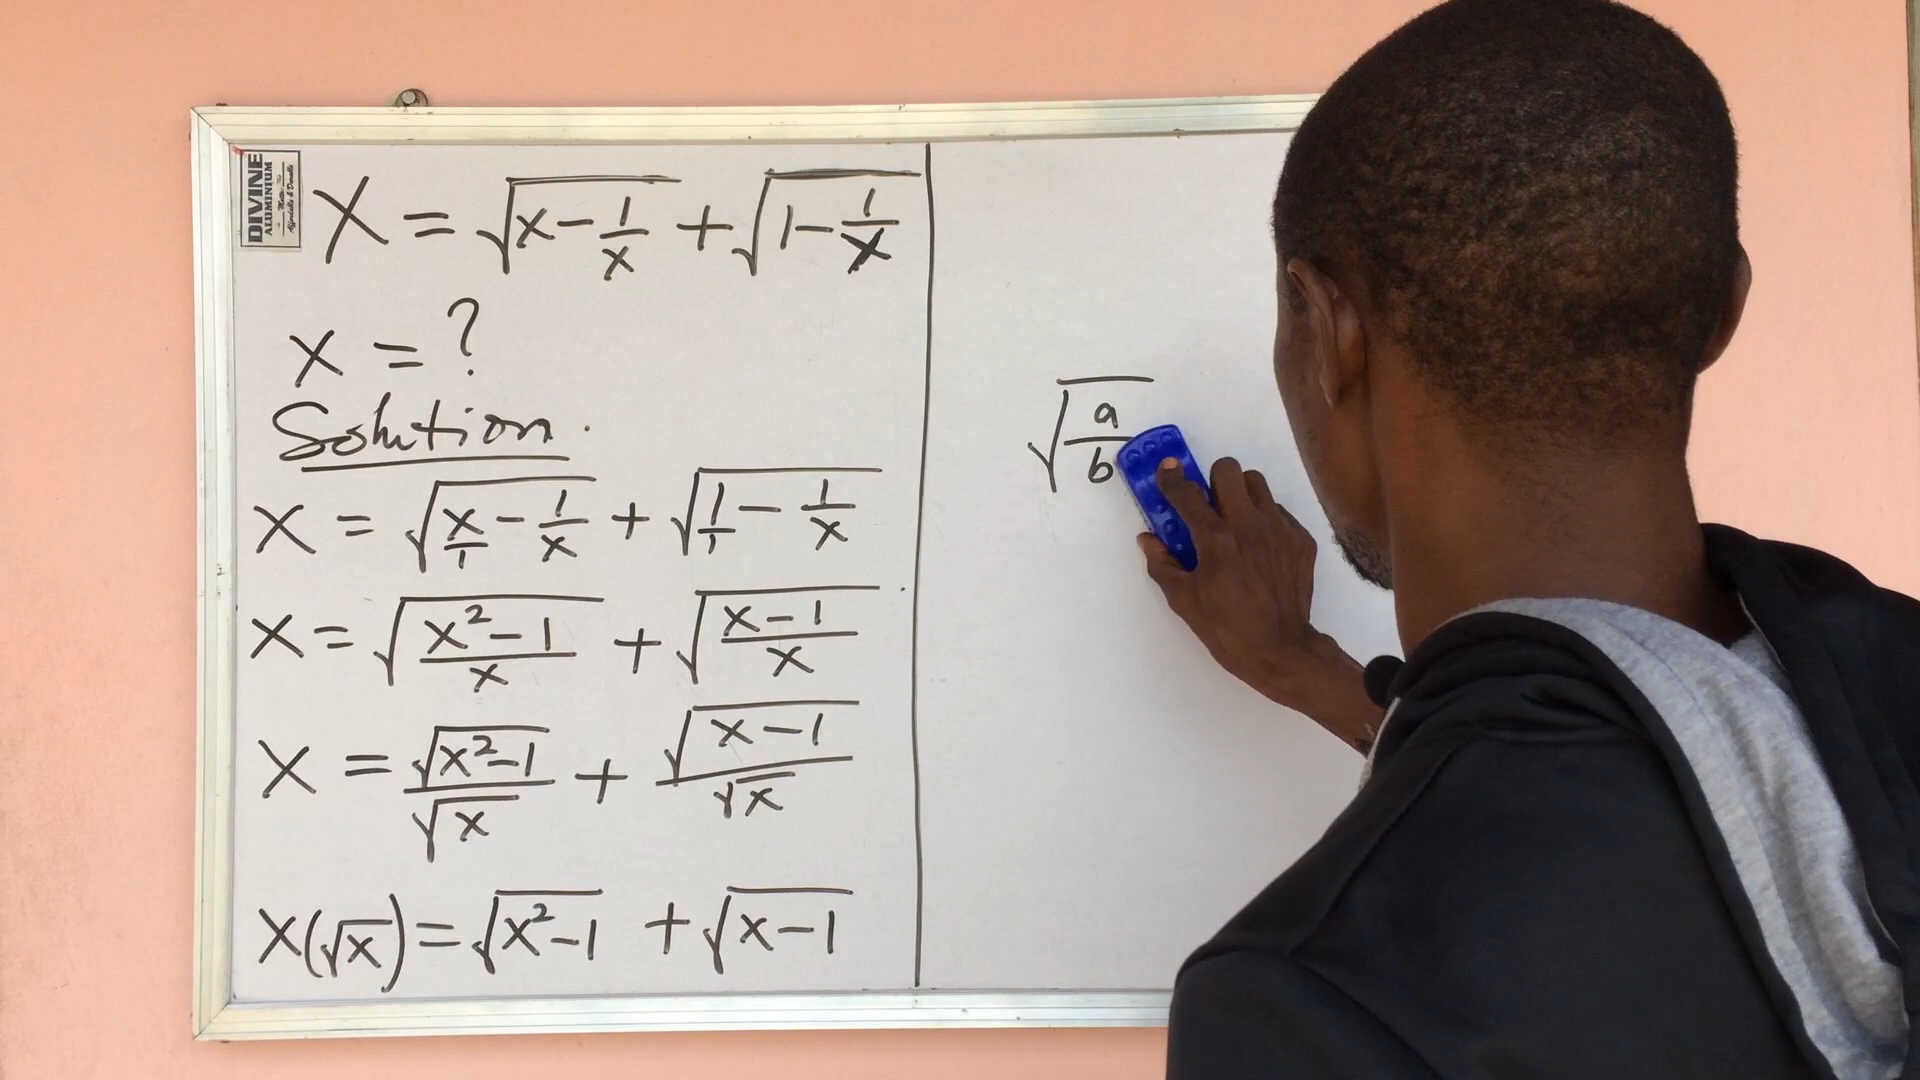 DIVINE
ALUMINIUM
x = √(x - 1/x) + √(1 - 1/x)
x = ?
Solution.
x = √(x/1 - 1/x) + √(1/1 - 1/x)
x = √((x² - 1)/x) + √((x - 1)/x)
x = √(x² - 1)/√x + √(x - 1)/√x
x(√x) = √(x² - 1) + √(x - 1)
√(a/b)